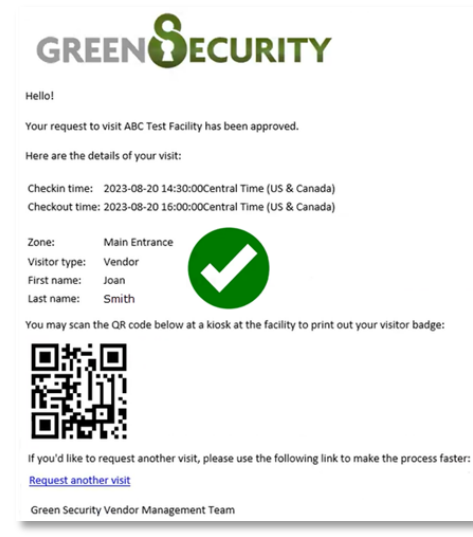 GREEN SECURITY
Hello!
Your request to visit ABC Test Facility has been approved.
Here are the details of your visit:
Checkin time: 2023-08-20 14:30:00Central Time (US & Canada)
Checkout time: 2023-08-20 16:00:00Central Time (US & Canada)
Zone: Main Entrance
Visitor type: Vendor
First name: Joan
Last name: Smith
You may scan the QR code below at a kiosk at the facility to print out your visitor badge:
If you'd like to request another visit, please use the following link to make the process faster:
Request another visit
Green Security Vendor Management Team